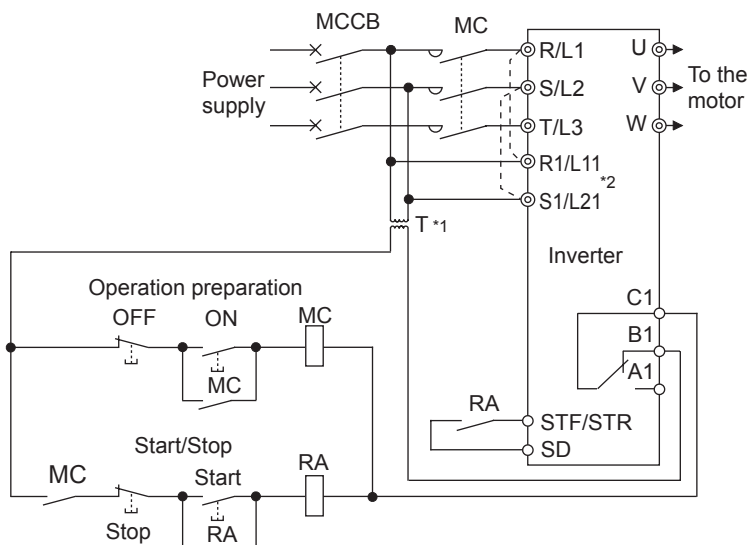 MCCB
MC
Power
supply
R/L1
S/L2
T/L3
R1/L11
*2
S1/L21
U
V
W
To the
motor
T *1
Inverter
Operation preparation
OFF
ON
MC
MC
C1
B1
A1
RA
STF/STR
SD
Start/Stop
MC
Stop
Start
RA
RA